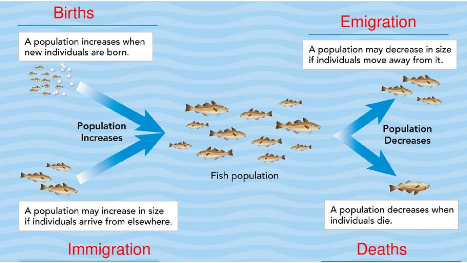 Births
Emigration
A population increases when
new individuals are born.
A population may decrease in size
if individuals move away from it.
Population
Increases
Population
Decreases
Fish population
A population may increase in size
if individuals arrive from elsewhere.
A population decreases when
individuals die.
Immigration
Deaths